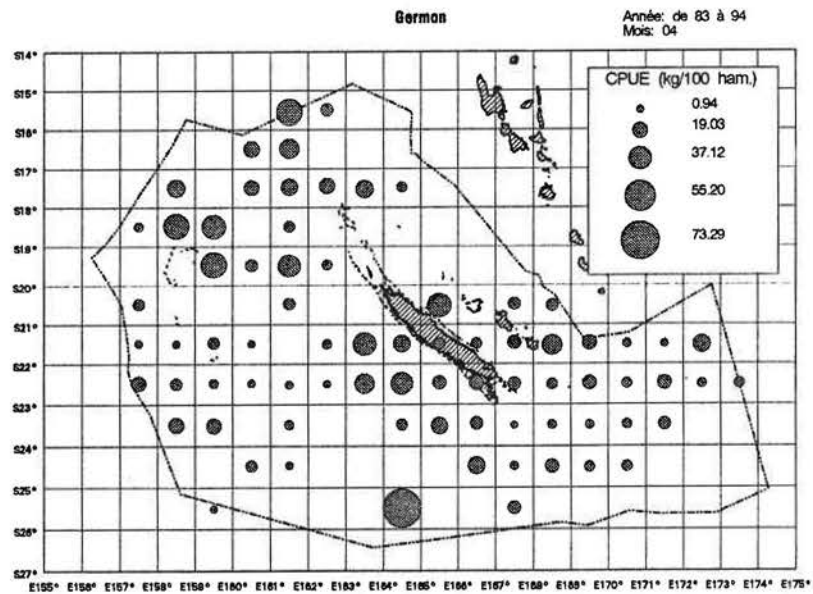 Germon
Année: de 83 à 94
Mois: 04
CPUE (kg/100 ham.)
0.94
19.03
37.12
55.20
73.29
S14°
S15°
S16°
S17°
S18°
S19°
S20°
S21°
S22°
S23°
S24°
S25°
S26°
S27°
E155° E156° E157° E158° E159° E160° E161° E162° E163° E164° E165° E166° E167° E168° E169° E170° E171° E172° E173° E174° E175°